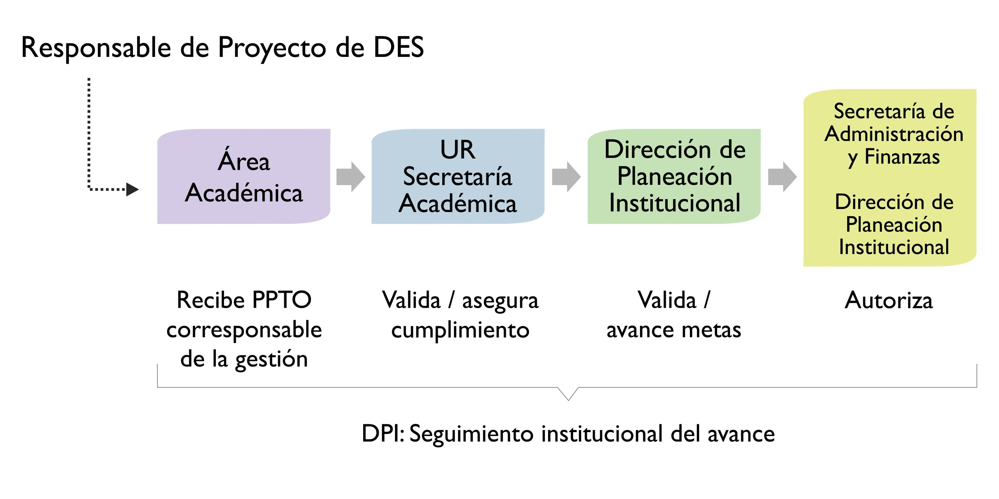 Responsable de Proyecto de DES
Área
Académica
UR
Secretaría
Académica
Dirección de
Planeación
Institucional
Secretaría de
Administración
y Finanzas
Dirección de
Planeación
Institucional
Recibe PPTO
corresponsable
de la gestión
Valida / asegura
cumplimiento
Valida /
avance metas
Autoriza
DPI: Seguimiento institucional del avance